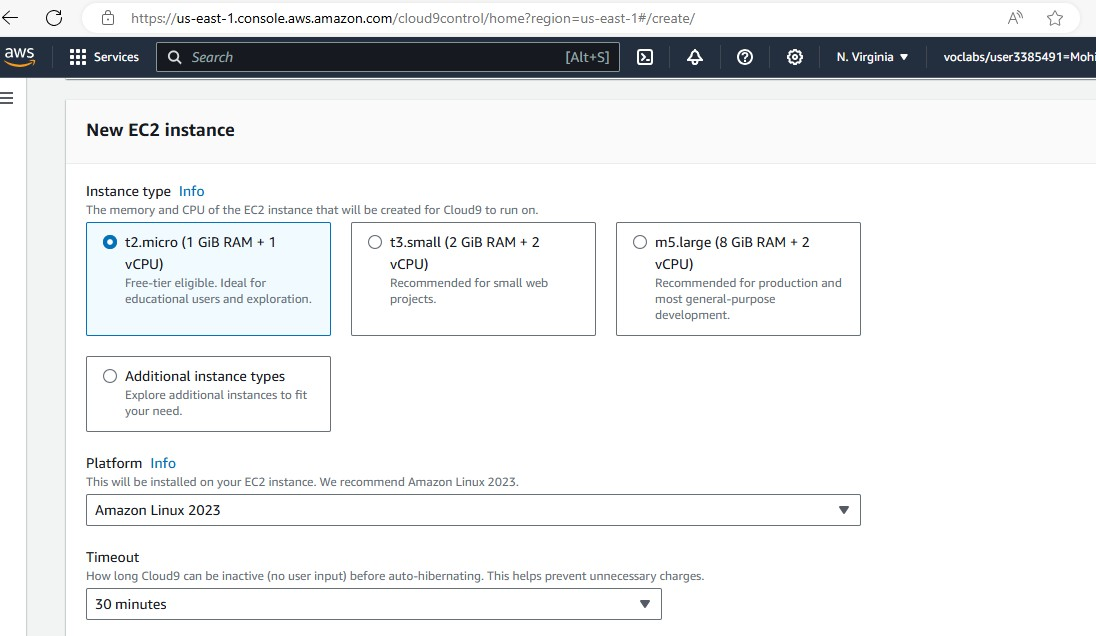 https://us-east-1.console.aws.amazon.com/cloud9control/home?region=us-east-1#/create/
aws Services Search [Alt+S] N. Virginia voclabs/user3385491=Mohi
New EC2 instance
Instance type Info
The memory and CPU of the EC2 instance that will be created for Cloud9 to run on.
t2.micro (1 GiB RAM + 1
vCPU)
Free-tier eligible. Ideal for
educational users and exploration.
t3.small (2 GiB RAM + 2
vCPU)
Recommended for small web
projects.
m5.large (8 GiB RAM + 2
vCPU)
Recommended for production and
most general-purpose
development.
Additional instance types
Explore additional instances to fit
your need.
Platform Info
This will be installed on your EC2 instance. We recommend Amazon Linux 2023.
Amazon Linux 2023
Timeout
How long Cloud9 can be inactive (no user input) before auto-hibernating. This helps prevent unnecessary charges.
30 minutes